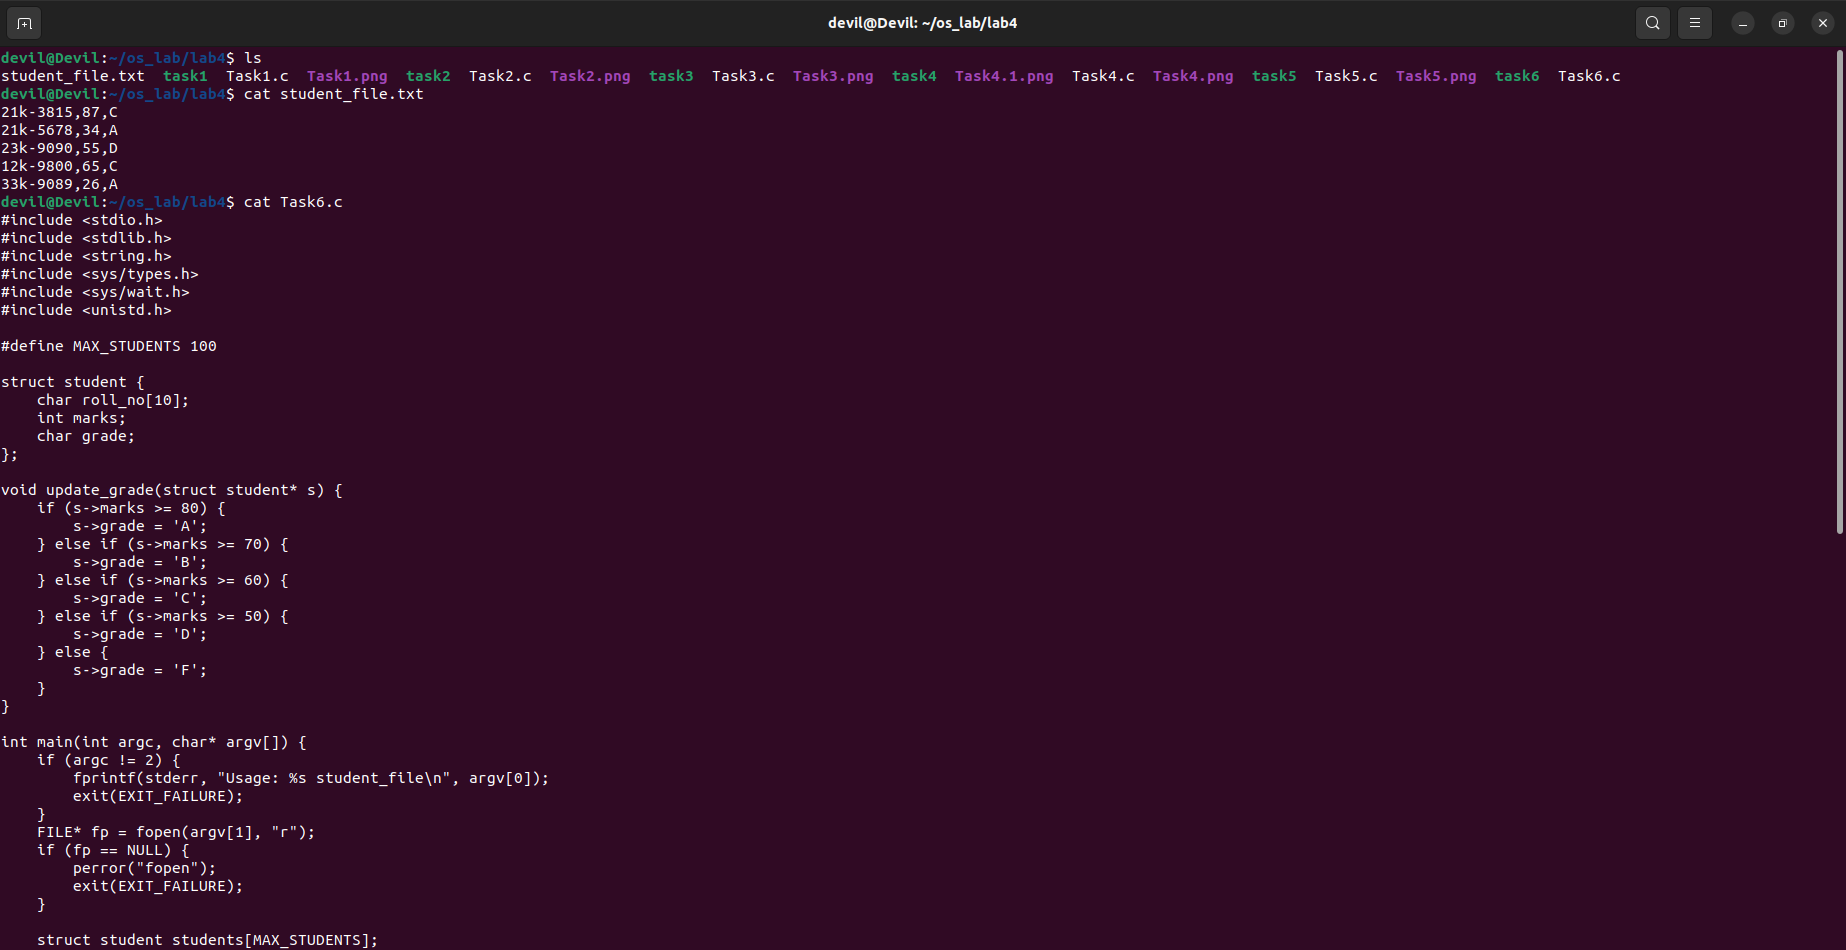 devil@Devil: ~/os_lab/lab4
devil@Devil:~/os_lab/lab4$ ls
student_file.txt  task1  Task1.c  Task1.png  task2  Task2.c  Task2.png  task3  Task3.c  Task3.png  task4  Task4.1.png  Task4.c  Task4.png  task5  Task5.c  Task5.png  task6  Task6.c
devil@Devil:~/os_lab/lab4$ cat student_file.txt
21k-3815,87,C
21k-5678,34,A
23k-9090,55,D
12k-9800,65,C
33k-9089,26,A
devil@Devil:~/os_lab/lab4$ cat Task6.c
#include <stdio.h>
#include <stdlib.h>
#include <string.h>
#include <sys/types.h>
#include <sys/wait.h>
#include <unistd.h>

#define MAX_STUDENTS 100

struct student {
    char roll_no[10];
    int marks;
    char grade;
};

void update_grade(struct student* s) {
    if (s->marks >= 80) {
        s->grade = 'A';
    } else if (s->marks >= 70) {
        s->grade = 'B';
    } else if (s->marks >= 60) {
        s->grade = 'C';
    } else if (s->marks >= 50) {
        s->grade = 'D';
    } else {
        s->grade = 'F';
    }
}

int main(int argc, char* argv[]) {
    if (argc != 2) {
        fprintf(stderr, "Usage: %s student_file\n", argv[0]);
        exit(EXIT_FAILURE);
    }
    FILE* fp = fopen(argv[1], "r");
    if (fp == NULL) {
        perror("fopen");
        exit(EXIT_FAILURE);
    }

    struct student students[MAX_STUDENTS];